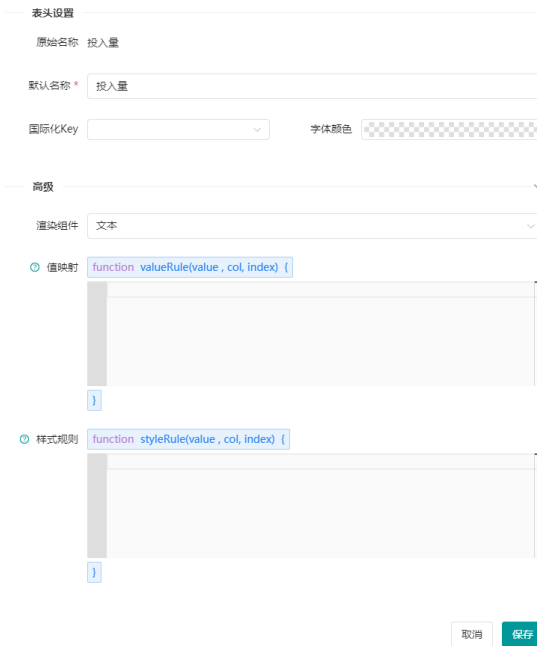 表头设置
原始名称 投入量
默认名称 * 投入量
国际化Key 字体颜色
高级
渲染组件 文本
值映射 function valueRule(value , col, index) {
}
样式规则 function styleRule(value , col, index) {
}
取消 保存